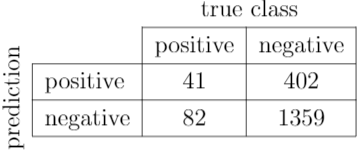 true class
positive negative
prediction
positive 41 402
negative 82 1359